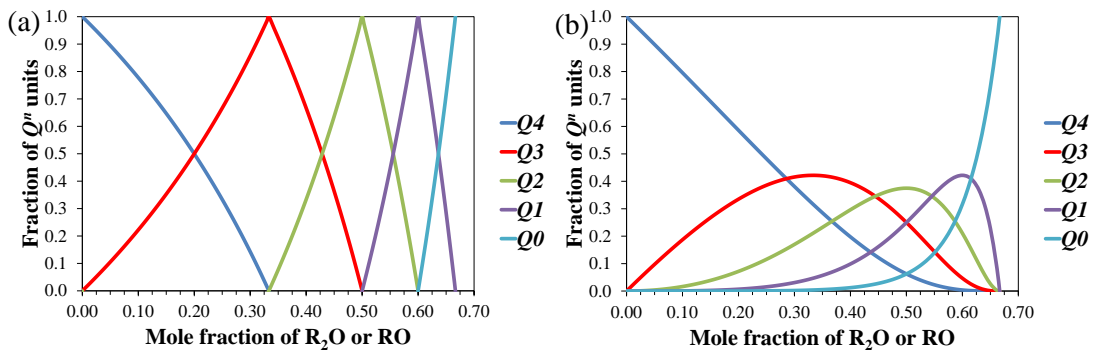 (a)
Fraction of Qⁿ units
1.0
0.9
0.8
0.7
0.6
0.5
0.4
0.3
0.2
0.1
0.0
0.00 0.10 0.20 0.30 0.40 0.50 0.60 0.70
Mole fraction of R₂O or RO
Q4
Q3
Q2
Q1
Q0
(b)
Fraction of Qⁿ units
1.0
0.9
0.8
0.7
0.6
0.5
0.4
0.3
0.2
0.1
0.0
0.00 0.10 0.20 0.30 0.40 0.50 0.60 0.70
Mole fraction of R₂O or RO
Q4
Q3
Q2
Q1
Q0